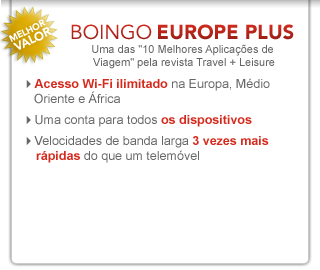 MELHOR
VALOR
BOINGO EUROPE PLUS
Uma das "10 Melhores Aplicações de
Viagem" pela revista Travel + Leisure
Acesso Wi-Fi ilimitado na Europa, Médio
Oriente e África
Uma conta para todos os dispositivos
Velocidades de banda larga 3 vezes mais
rápidas do que um telemóvel